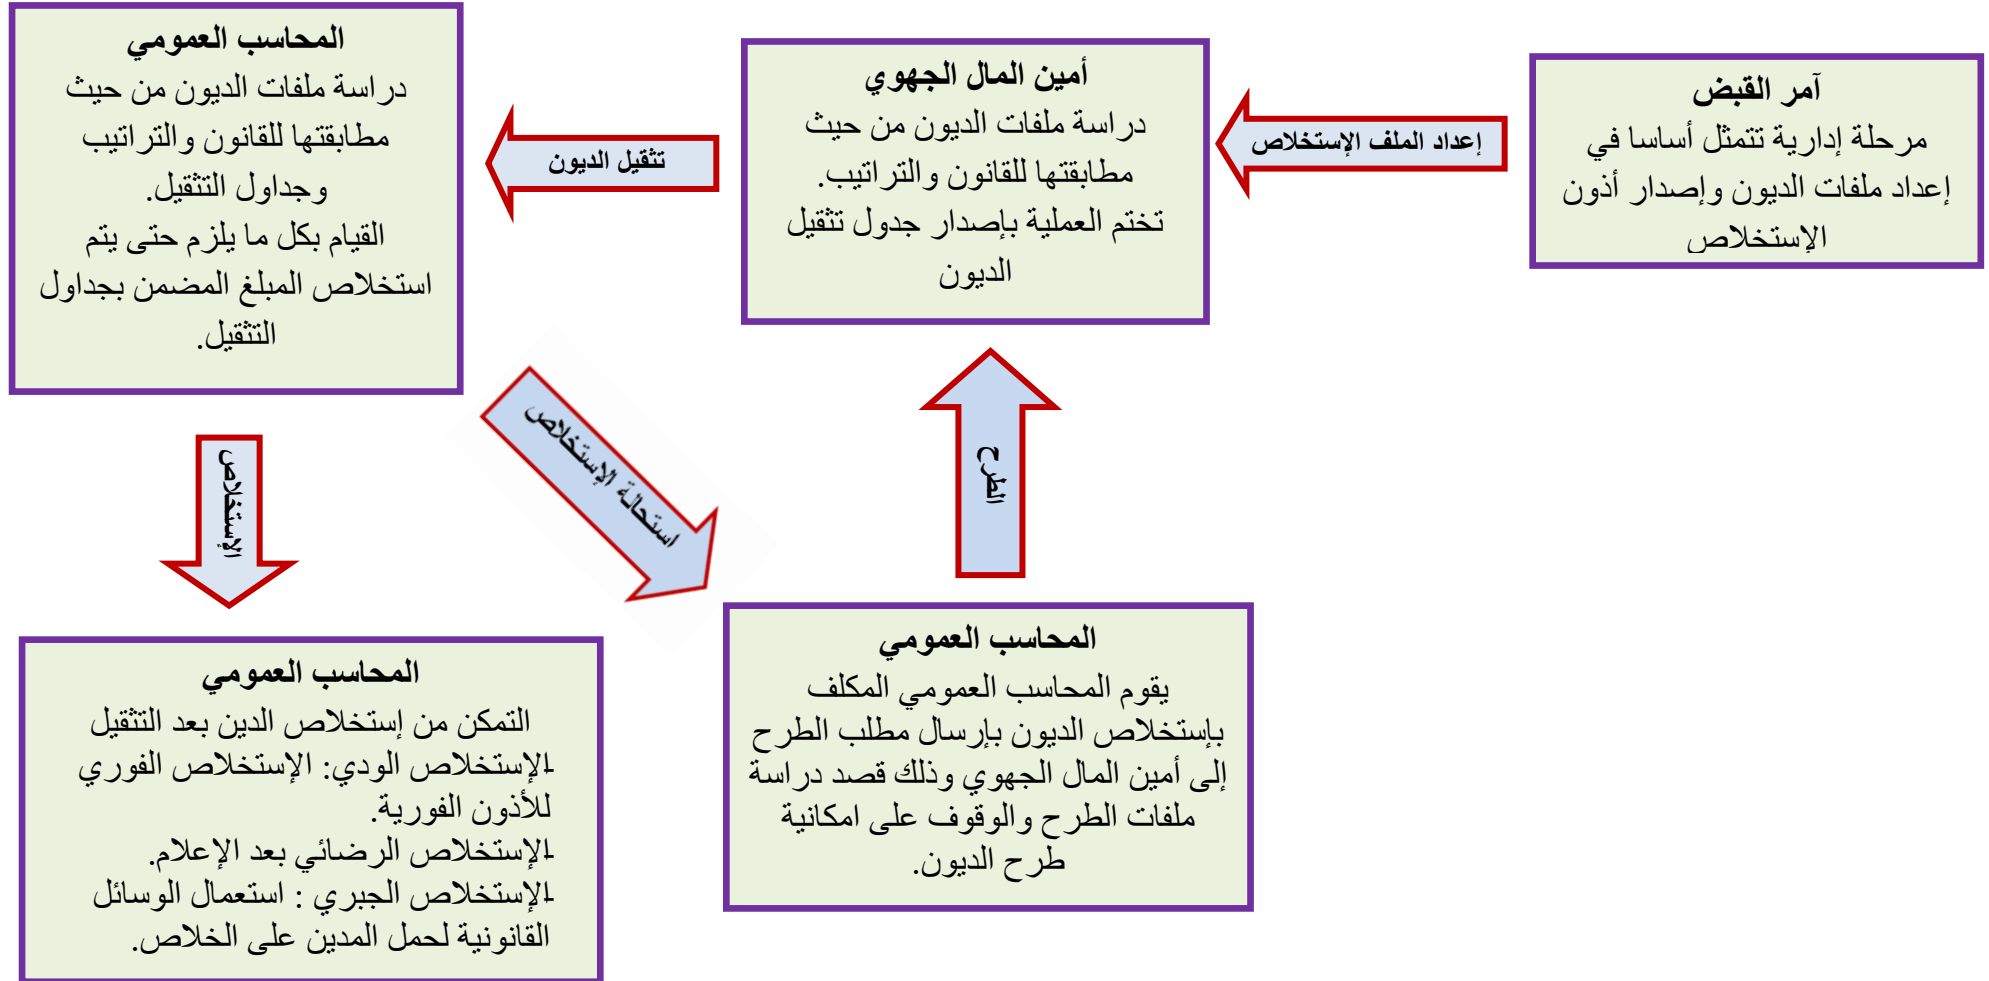 آمر القبض
مرحلة إدارية تتمثل أساسا في
إعداد ملفات الديون وإصدار أذون
الإستخلاص
إعداد الملف الإستخلاص
أمين المال الجهوي
دراسة ملفات الديون من حيث
مطابقتها للقانون والتراتيب.
تختم العملية بإصدار جدول تثقيل
الديون
تثقيل الديون
المحاسب العمومي
دراسة ملفات الديون من حيث
مطابقتها للقانون والتراتيب
وجداول التثقيل.
القيام بكل ما يلزم حتى يتم
استخلاص المبلغ المضمن بجداول
التثقيل.
الإستخلاص
استحالة الإستخلاص
الطرح
المحاسب العمومي
يقوم المحاسب العمومي المكلف
بإستخلاص الديون بإرسال مطلب الطرح
إلى أمين المال الجهوي وذلك قصد دراسة
ملفات الطرح والوقوف على امكانية
طرح الديون.
المحاسب العمومي
التمكن من إستخلاص الدين بعد التثقيل
-الإستخلاص الودي: الإستخلاص الفوري
للأذون الفورية.
-الإستخلاص الرضائي بعد الإعلام.
-الإستخلاص الجبري : استعمال الوسائل
القانونية لحمل المدين على الخلاص.